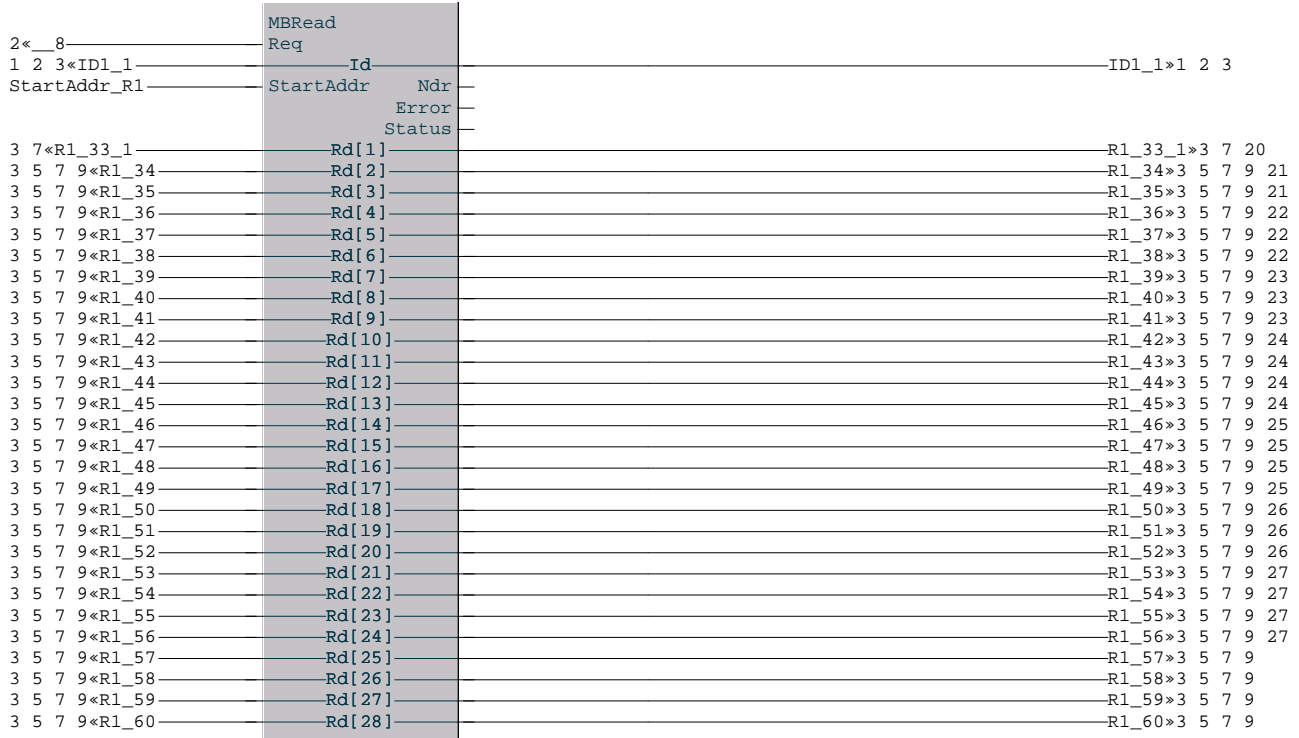 MBRead
2«__8 Req
1 2 3«ID1_1 Id ID1_1»1 2 3
StartAddr_R1 StartAddr Ndr
Error
Status
3 7«R1_33_1 Rd[1] R1_33_1»3 7 20
3 5 7 9«R1_34 Rd[2] R1_34»3 5 7 9 21
3 5 7 9«R1_35 Rd[3] R1_35»3 5 7 9 21
3 5 7 9«R1_36 Rd[4] R1_36»3 5 7 9 22
3 5 7 9«R1_37 Rd[5] R1_37»3 5 7 9 22
3 5 7 9«R1_38 Rd[6] R1_38»3 5 7 9 22
3 5 7 9«R1_39 Rd[7] R1_39»3 5 7 9 23
3 5 7 9«R1_40 Rd[8] R1_40»3 5 7 9 23
3 5 7 9«R1_41 Rd[9] R1_41»3 5 7 9 23
3 5 7 9«R1_42 Rd[10] R1_42»3 5 7 9 24
3 5 7 9«R1_43 Rd[11] R1_43»3 5 7 9 24
3 5 7 9«R1_44 Rd[12] R1_44»3 5 7 9 24
3 5 7 9«R1_45 Rd[13] R1_45»3 5 7 9 24
3 5 7 9«R1_46 Rd[14] R1_46»3 5 7 9 25
3 5 7 9«R1_47 Rd[15] R1_47»3 5 7 9 25
3 5 7 9«R1_48 Rd[16] R1_48»3 5 7 9 25
3 5 7 9«R1_49 Rd[17] R1_49»3 5 7 9 25
3 5 7 9«R1_50 Rd[18] R1_50»3 5 7 9 26
3 5 7 9«R1_51 Rd[19] R1_51»3 5 7 9 26
3 5 7 9«R1_52 Rd[20] R1_52»3 5 7 9 26
3 5 7 9«R1_53 Rd[21] R1_53»3 5 7 9 27
3 5 7 9«R1_54 Rd[22] R1_54»3 5 7 9 27
3 5 7 9«R1_55 Rd[23] R1_55»3 5 7 9 27
3 5 7 9«R1_56 Rd[24] R1_56»3 5 7 9 27
3 5 7 9«R1_57 Rd[25] R1_57»3 5 7 9
3 5 7 9«R1_58 Rd[26] R1_58»3 5 7 9
3 5 7 9«R1_59 Rd[27] R1_59»3 5 7 9
3 5 7 9«R1_60 Rd[28] R1_60»3 5 7 9